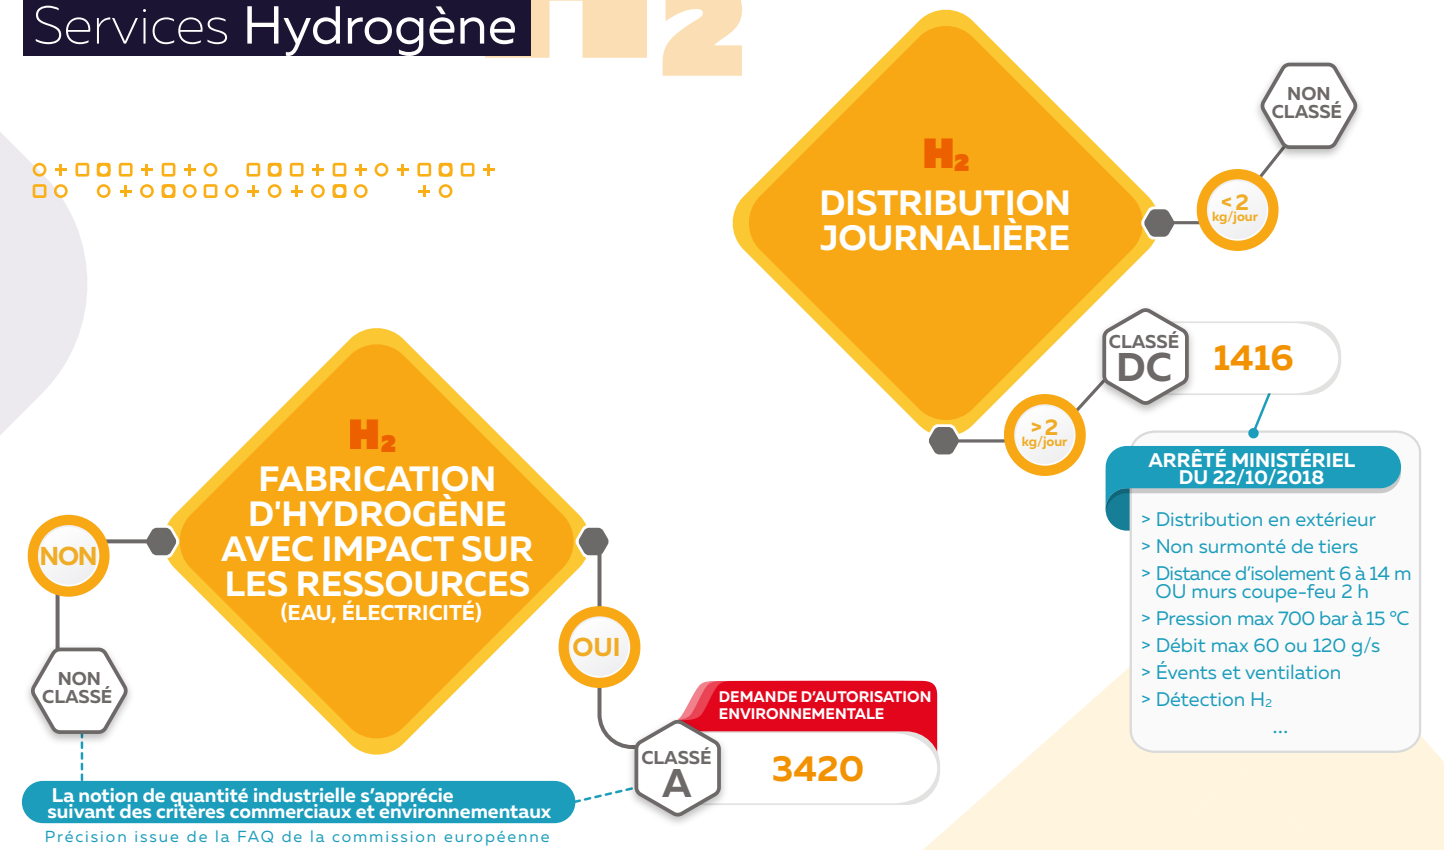 Services Hydrogène
H2
H2
DISTRIBUTION
JOURNALIÈRE
< 2
kg/jour
NON
CLASSÉ
> 2
kg/jour
CLASSÉ
DC
1416
ARRÊTÉ MINISTÉRIEL
DU 22/10/2018
> Distribution en extérieur
> Non surmonté de tiers
> Distance d'isolement 6 à 14 m
OU murs coupe-feu 2 h
> Pression max 700 bar à 15 °C
> Débit max 60 ou 120 g/s
> Évents et ventilation
> Détection H2
...
H2
FABRICATION
D'HYDROGÈNE
AVEC IMPACT SUR
LES RESSOURCES
(EAU, ÉLECTRICITÉ)
NON
NON
CLASSÉ
OUI
CLASSÉ
A
DEMANDE D'AUTORISATION
ENVIRONNEMENTALE
3420
La notion de quantité industrielle s'apprécie
suivant des critères commerciaux et environnementaux
Précision issue de la FAQ de la commission européenne